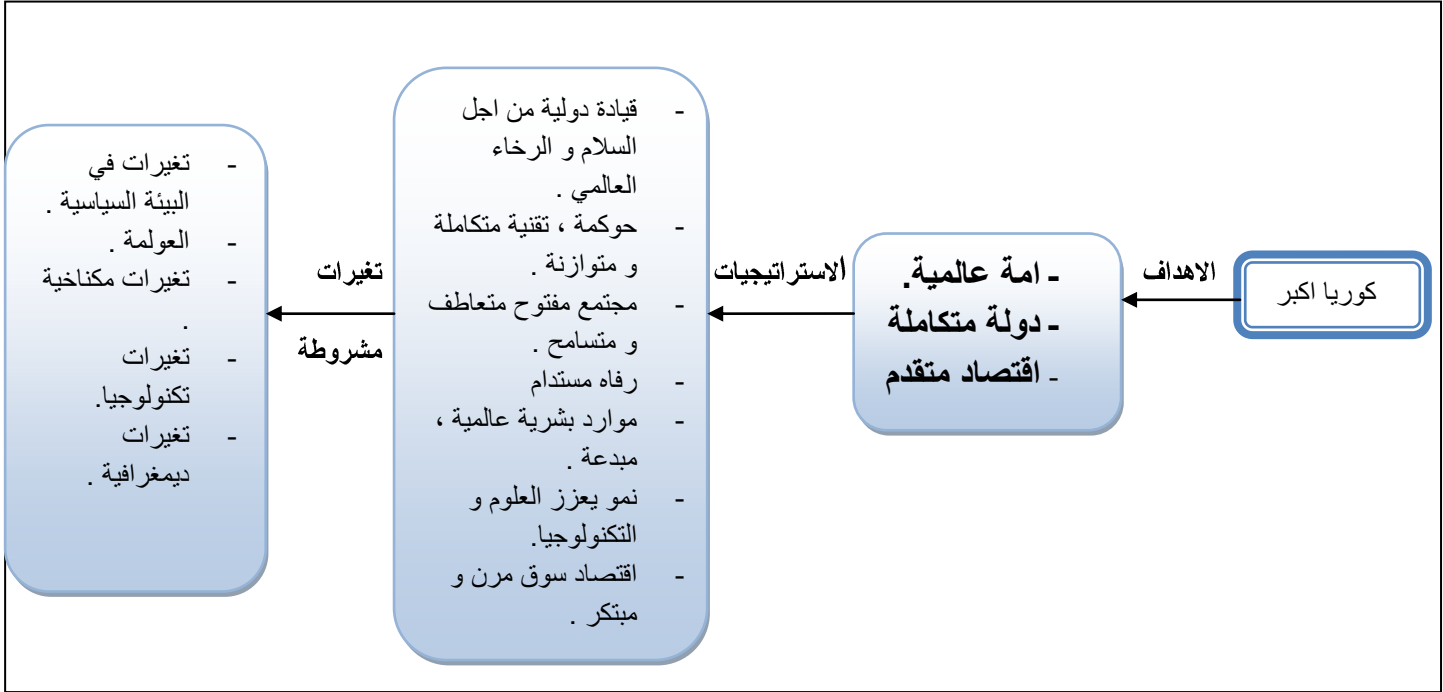 كوريا اكبر
الاهداف
- امة عالمية.
- دولة متكاملة
- اقتصاد متقدم
الاستراتيجيات
- قيادة دولية من اجل
السلام و الرخاء
العالمي .
- حوكمة ، تقنية متكاملة
و متوازنة .
- مجتمع مفتوح متعاطف
و متسامح .
- رفاه مستدام
- موارد بشرية عالمية ،
مبدعة .
- نمو يعزز العلوم و
التكنولوجيا.
- اقتصاد سوق مرن و
مبتكر .
تغيرات
مشروطة
- تغيرات في
البيئة السياسية .
- العولمة .
- تغيرات مكناخية
.
- تغيرات
تكنولوجيا.
- تغيرات
ديمغرافية .